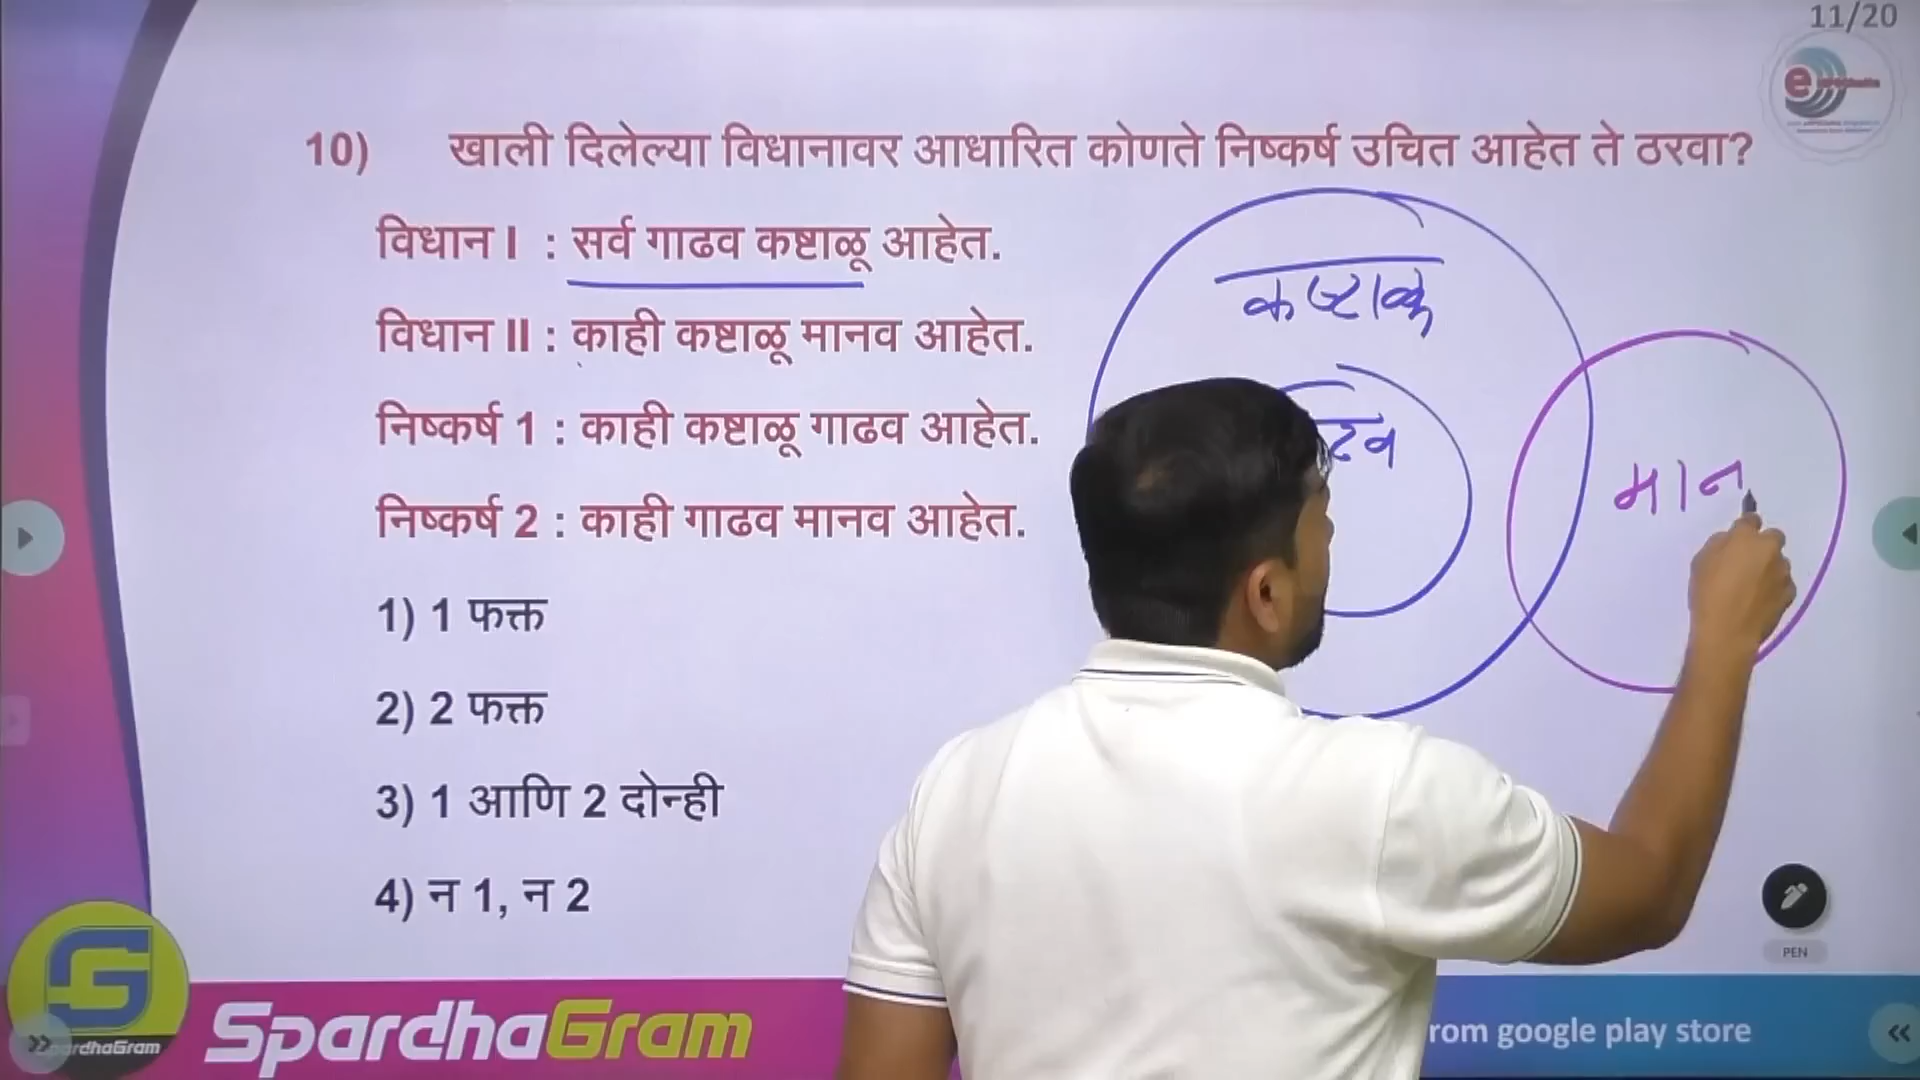 11/20
10) खाली दिलेल्या विधानावर आधारित कोणते निष्कर्ष उचित आहेत ते ठरवा?
विधान I : सर्व गाढव कष्टाळू आहेत.
विधान II : काही कष्टाळू मानव आहेत.
निष्कर्ष 1 : काही कष्टाळू गाढव आहेत.
निष्कर्ष 2 : काही गाढव मानव आहेत.
1) 1 फक्त
2) 2 फक्त
3) 1 आणि 2 दोन्ही
4) न 1, न 2
कष्टाळू
ढव
मान
PEN
SpardhaGram
rom google play store